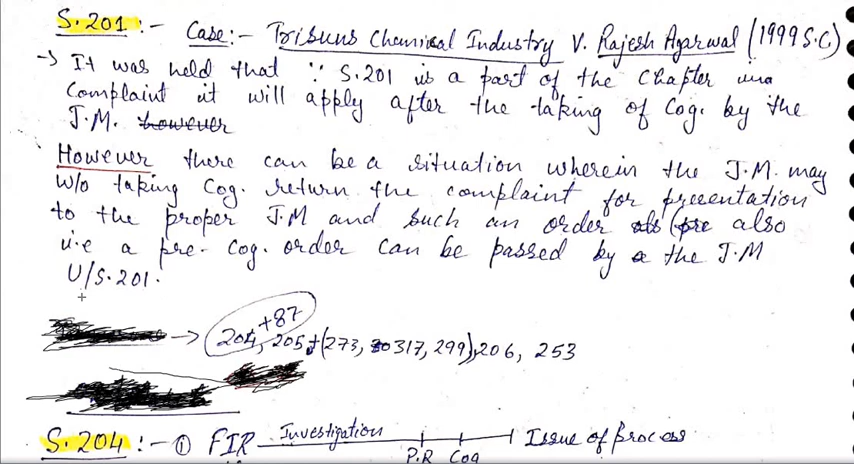 S.201 :- Case:- Trisuns Chemical Industry V. Rajesh Agarwal (1999 S.C)
→ It was held that ∵ S.201 is a part of the Chapter
Complaint it will apply after the taking of Cog. by the
J.M. however
However there can be a situation wherein the J.M. may
w/o taking Cog. return the complaint for presentation
to the proper J.M and such an order also
i.e a pre-cog. order can be passed by the J.M
U/S.201.
→ (204+87, 205, +(273, 317, 299), 206, 253
S.204 :- ① FIR Investigation P.R Cog Issue of process